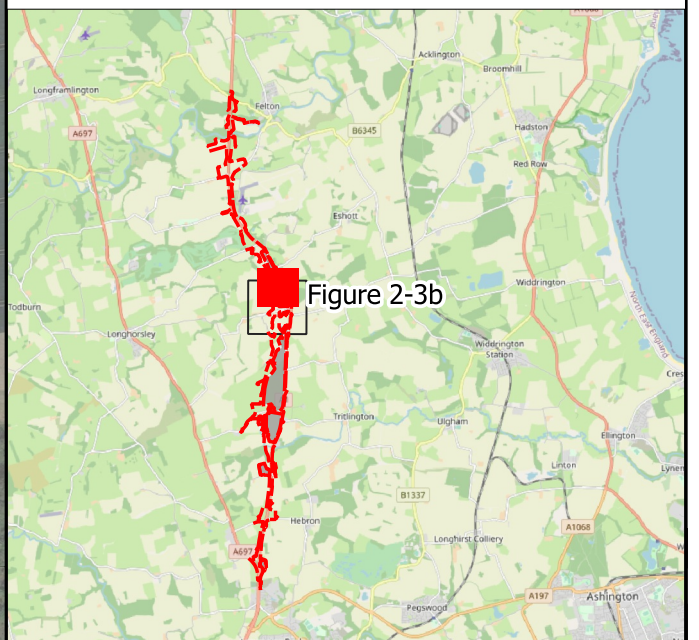 Acklington
Broomhill
Longframlington
Felton
B6345
A697
Hadston
Red Row
Eshott
Widdrington
Figure 2-3b
North East England
Todburn
Longhorsley
Widdrington
Station
Cres
Tritlington
Ulgham
Ellington
Linton
Lynem
B1337
Hebron
A1068
Longhirst Colliery
A697
A197
Ashington
Pegswood